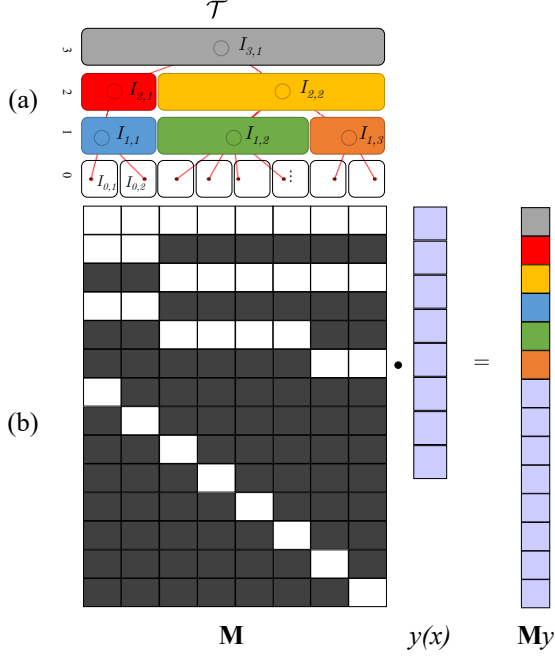 𝒯
3
I3,1
(a)
2
I2,1
I2,2
1
I1,1
I1,2
I1,3
0
I0,1
I0,2
⋮
(b)
•
=
M
y(x)
My